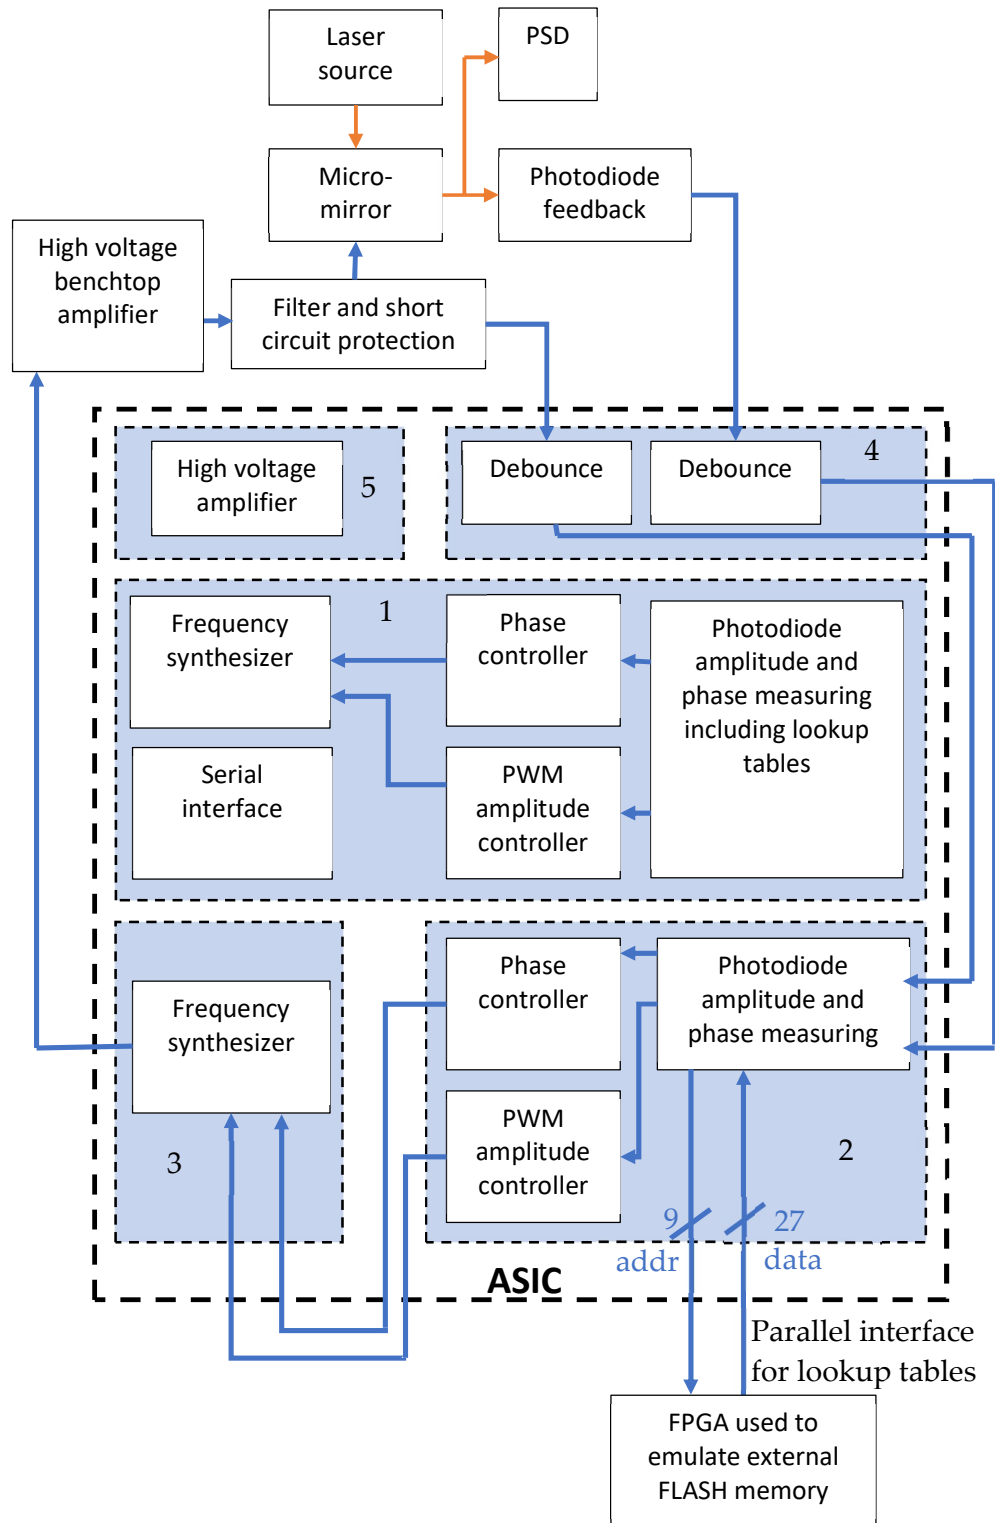 Laser
source
PSD
Micro-
mirror
Photodiode
feedback
High voltage
benchtop
amplifier
Filter and short
circuit protection
High voltage
amplifier
5
Debounce
Debounce
4
Frequency
synthesizer
1
Phase
controller
Photodiode
amplitude and
phase measuring
including lookup
tables
Serial
interface
PWM
amplitude
controller
Frequency
synthesizer
3
Phase
controller
Photodiode
amplitude and
phase measuring
PWM
amplitude
controller
2
9
addr
27
data
ASIC
Parallel interface
for lookup tables
FPGA used to
emulate external
FLASH memory